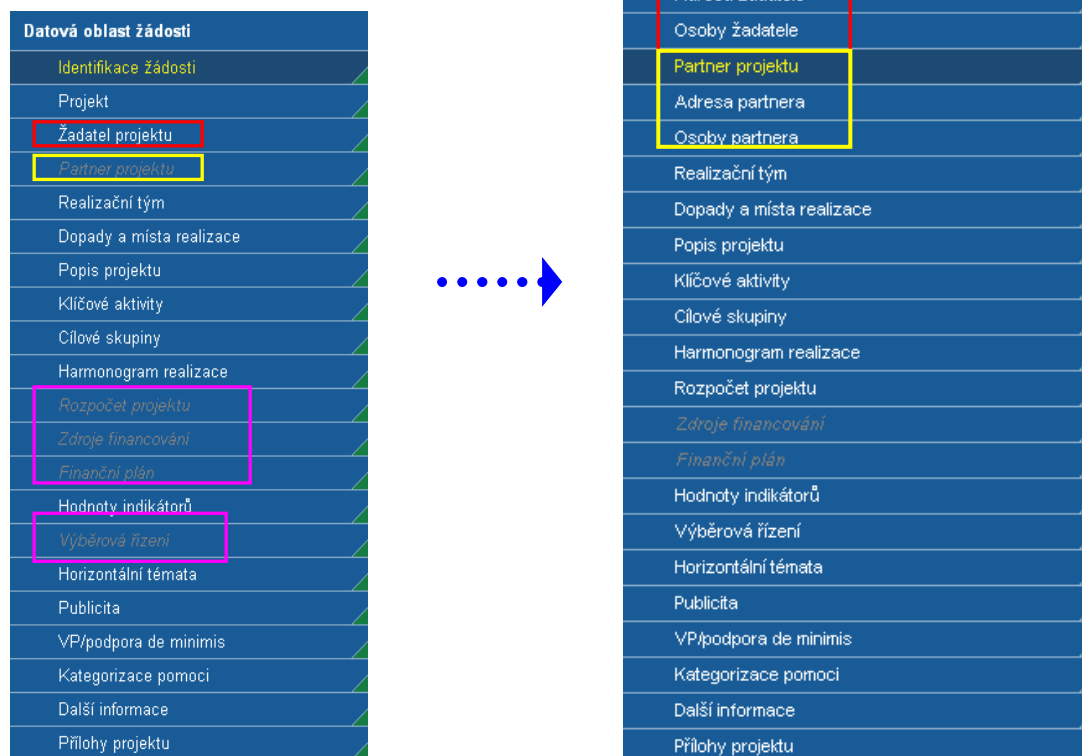 Datová oblast žádosti
Identifikace žádosti
Projekt
Žadatel projektu
Partner projektu
Realizační tým
Dopady a místa realizace
Popis projektu
Klíčové aktivity
Cílové skupiny
Harmonogram realizace
Rozpočet projektu
Zdroje financování
Finanční plán
Hodnoty indikátorů
Výběrová řízení
Horizontální témata
Publicita
VP/podpora de minimis
Kategorizace pomoci
Další informace
Přílohy projektu
Osoby žadatele
Partner projektu
Adresa partnera
Osoby partnera
Realizační tým
Dopady a místa realizace
Popis projektu
Klíčové aktivity
Cílové skupiny
Harmonogram realizace
Rozpočet projektu
Zdroje financování
Finanční plán
Hodnoty indikátorů
Výběrová řízení
Horizontální témata
Publicita
VP/podpora de minimis
Kategorizace pomoci
Další informace
Přílohy projektu